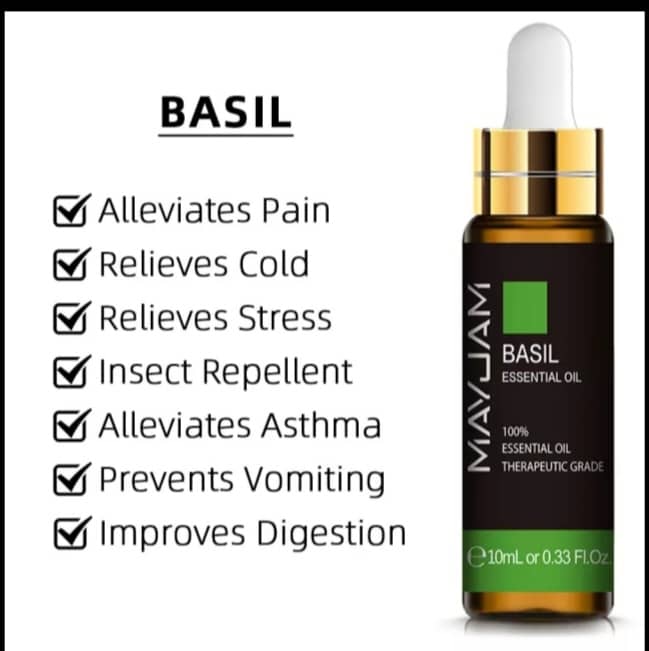 BASIL
Alleviates Pain
Relieves Cold
Relieves Stress
Insect Repellent
Alleviates Asthma
Prevents Vomiting
Improves Digestion
MAYJAM
BASIL
ESSENTIAL OIL
100%
ESSENTIAL OIL
THERAPEUTIC GRADE
℮10mL or 0.33 Fl.Oz.